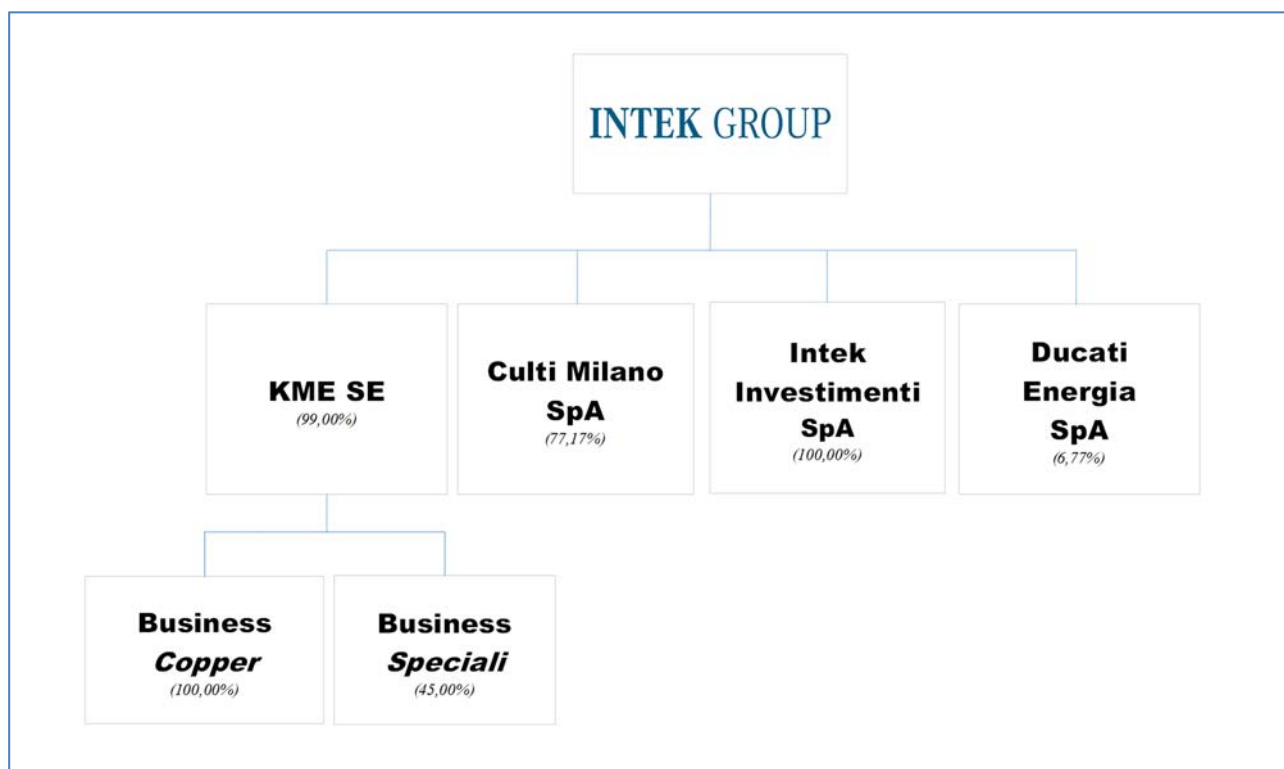 INTEK GROUP
KME SE
(99,00%)
Culti Milano
SpA
(77,17%)
Intek
Investimenti
SpA
(100,00%)
Ducati
Energia
SpA
(6,77%)
Business
Copper
(100,00%)
Business
Speciali
(45,00%)